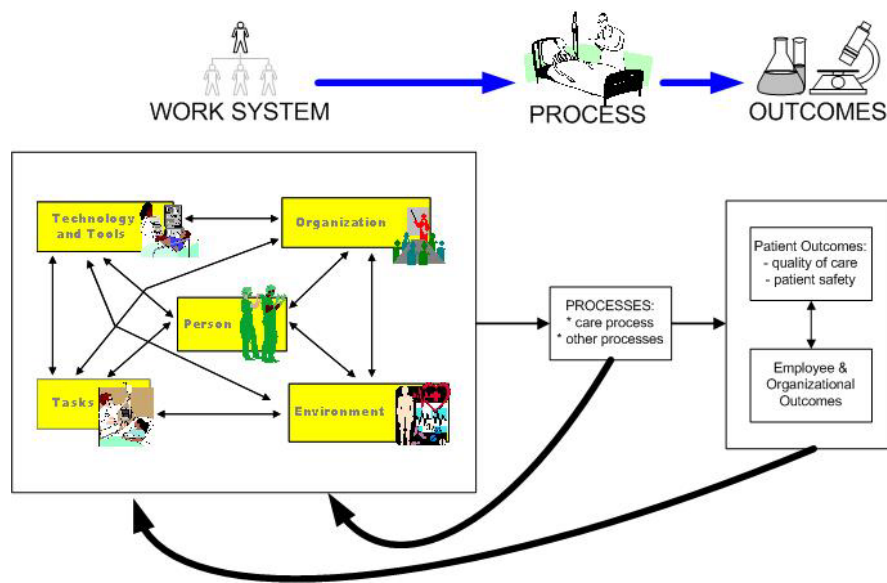 WORK SYSTEM
PROCESS
OUTCOMES
Technology
and Tools
Organization
Person
Tasks
Environment
PROCESSES:
* care process
* other processes
Patient Outcomes:
- quality of care
- patient safety
Employee &
Organizational
Outcomes